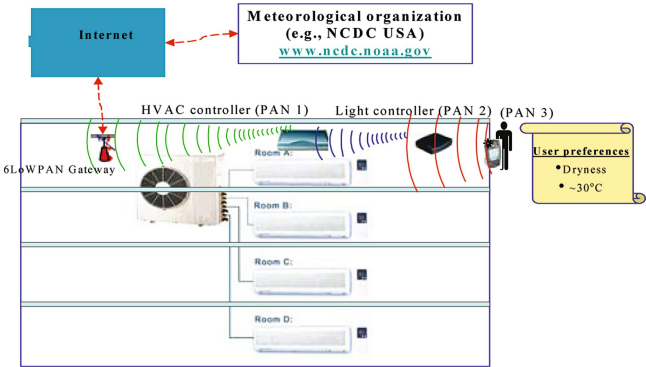 Internet
Meteorological organization
(e.g., NCDC USA)
www.ncdc.noaa.gov
HVAC controller (PAN 1)
Light controller (PAN 2)
(PAN 3)
6LoWPAN Gateway
User preferences
•Dryness
• ~30°C
Room A:
Room B:
Room C:
Room D: